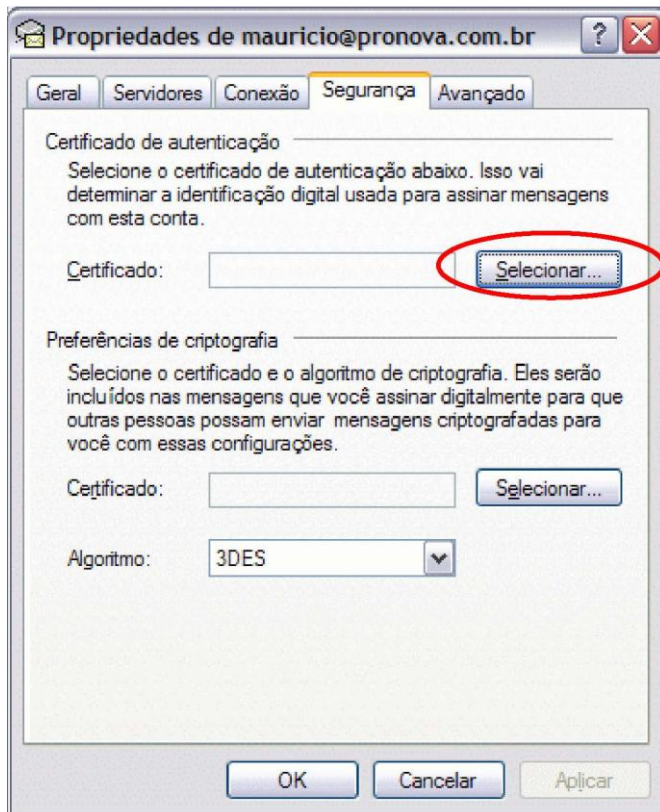 Propriedades de mauricio@pronova.com.br
Geral Servidores Conexão Segurança Avançado
Certificado de autenticação
Selecione o certificado de autenticação abaixo. Isso vai
determinar a identificação digital usada para assinar mensagens
com esta conta.
Certificado: Selecionar...
Preferências de criptografia
Selecione o certificado e o algoritmo de criptografia. Eles serão
incluídos nas mensagens que você assinar digitalmente para que
outras pessoas possam enviar mensagens criptografadas para
você com essas configurações.
Certificado: Selecionar...
Algoritmo: 3DES
OK Cancelar Aplicar